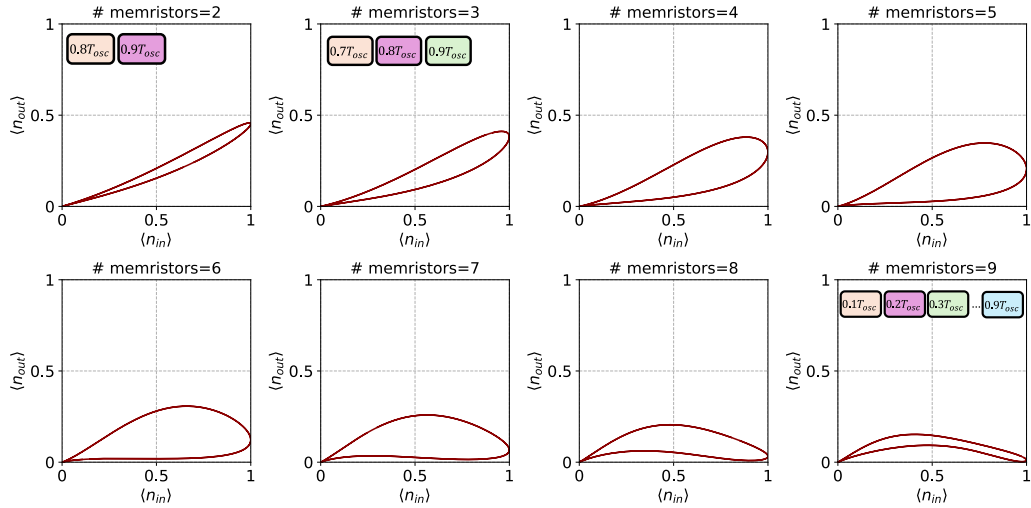 # memristors=2
# memristors=3
# memristors=4
# memristors=5
1
0.8T_osc 0.9T_osc
⟨n_out⟩
0.5
0
0 0.5 1
⟨n_in⟩
1
0.7T_osc 0.8T_osc 0.9T_osc
⟨n_out⟩
0.5
0
0 0.5 1
⟨n_in⟩
1
⟨n_out⟩
0.5
0
0 0.5 1
⟨n_in⟩
1
⟨n_out⟩
0.5
0
0 0.5 1
⟨n_in⟩
# memristors=6
# memristors=7
# memristors=8
# memristors=9
1
⟨n_out⟩
0.5
0
0 0.5 1
⟨n_in⟩
1
⟨n_out⟩
0.5
0
0 0.5 1
⟨n_in⟩
1
⟨n_out⟩
0.5
0
0 0.5 1
⟨n_in⟩
1
0.1T_osc 0.2T_osc 0.3T_osc ... 0.9T_osc
⟨n_out⟩
0.5
0
0 0.5 1
⟨n_in⟩